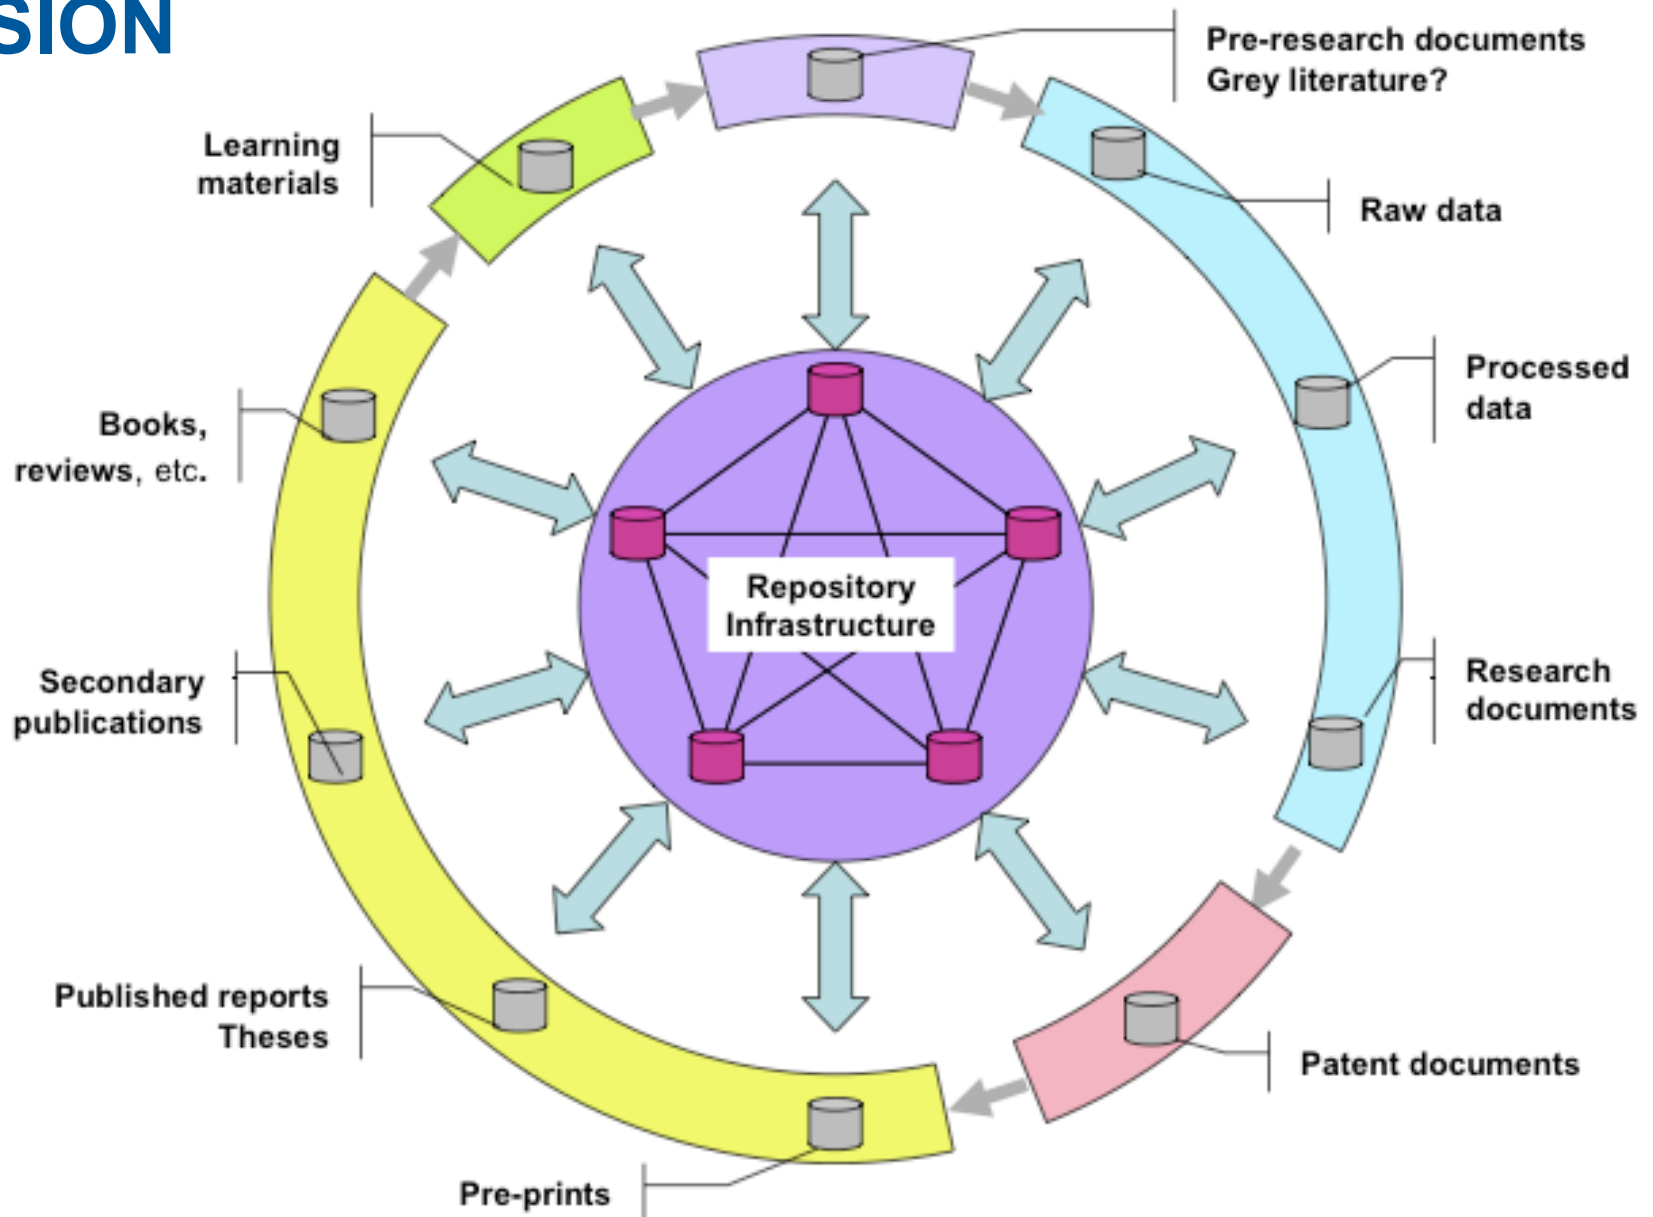 SION
Pre-research documents
Grey literature?
Learning
materials
Raw data
Processed
data
Books,
reviews, etc.
Repository
Infrastructure
Secondary
publications
Research
documents
Published reports
Theses
Patent documents
Pre-prints